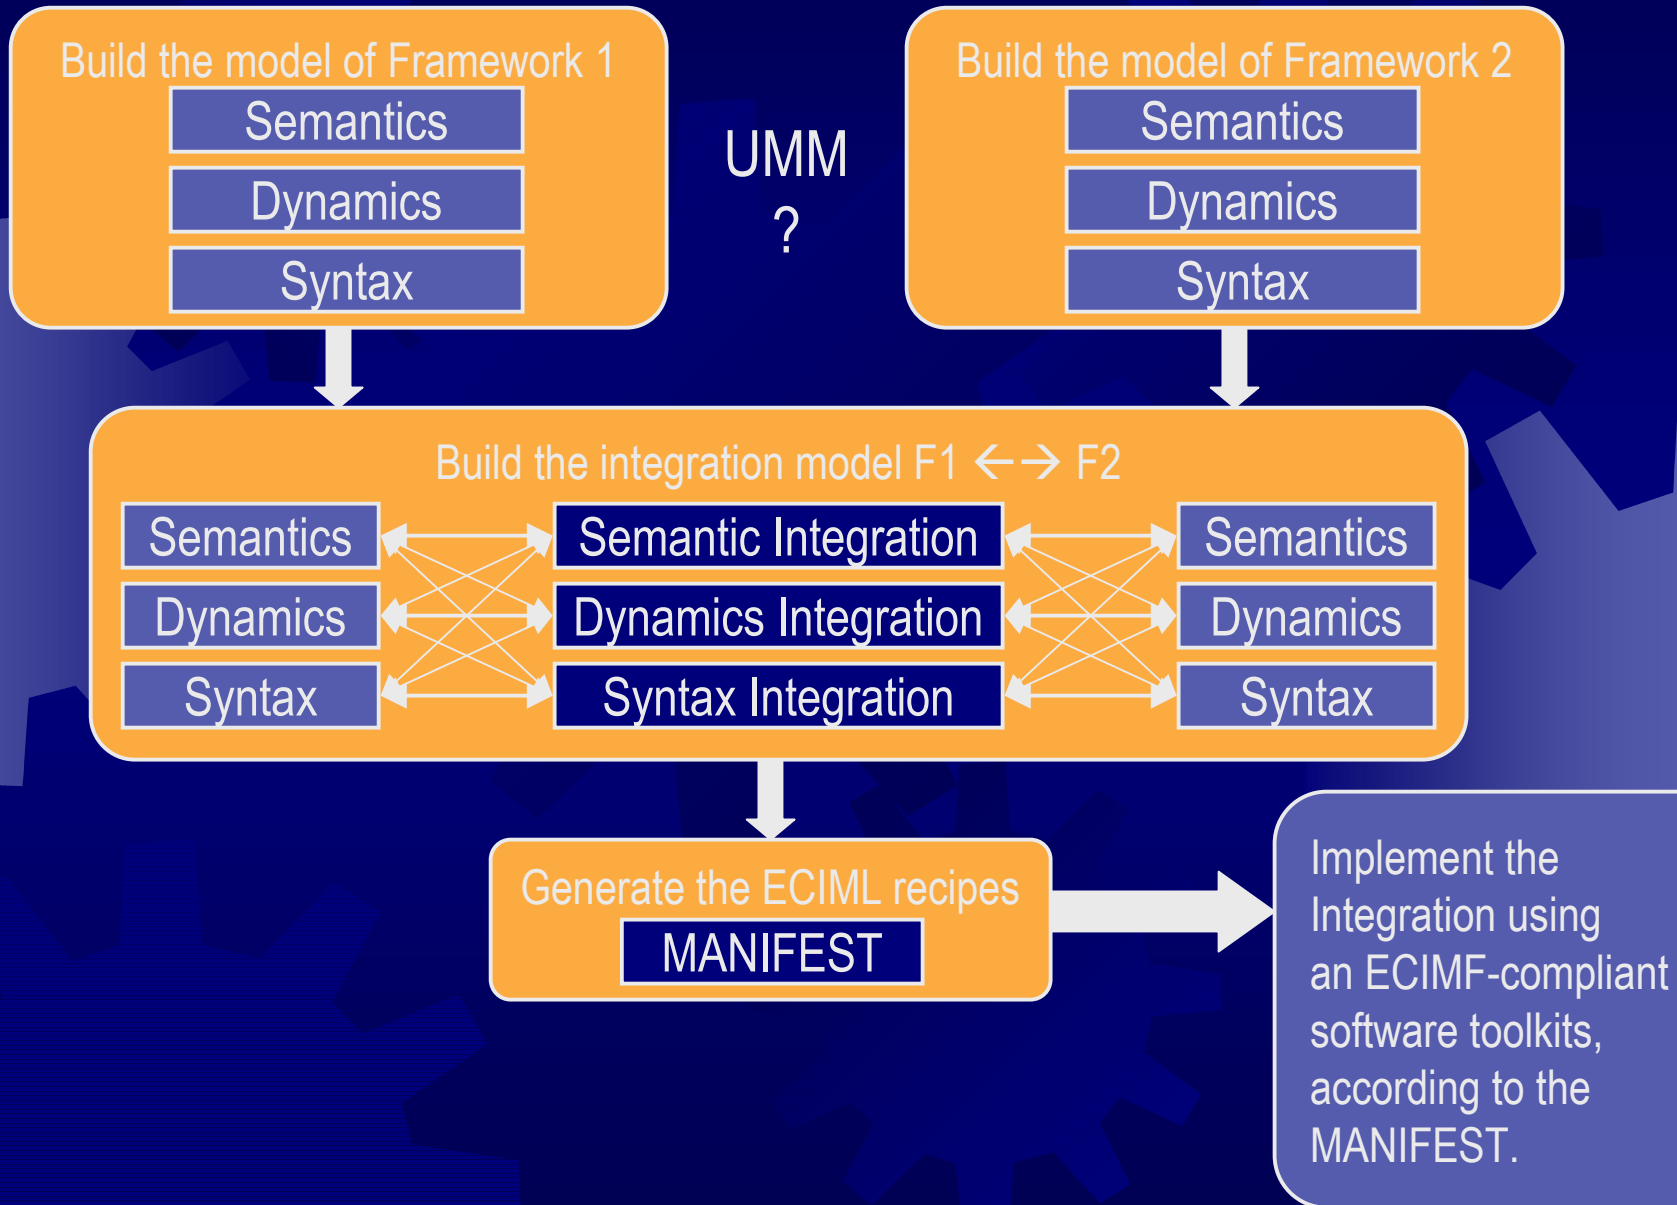 Build the model of Framework 1
Semantics
Dynamics
Syntax
UMM
?
Build the model of Framework 2
Semantics
Dynamics
Syntax
Build the integration model F1 ←→ F2
Semantics
Semantic Integration
Semantics
Dynamics
Dynamics Integration
Dynamics
Syntax
Syntax Integration
Syntax
Generate the ECIML recipes
MANIFEST
Implement the
Integration using
an ECIMF-compliant
software toolkits,
according to the
MANIFEST.